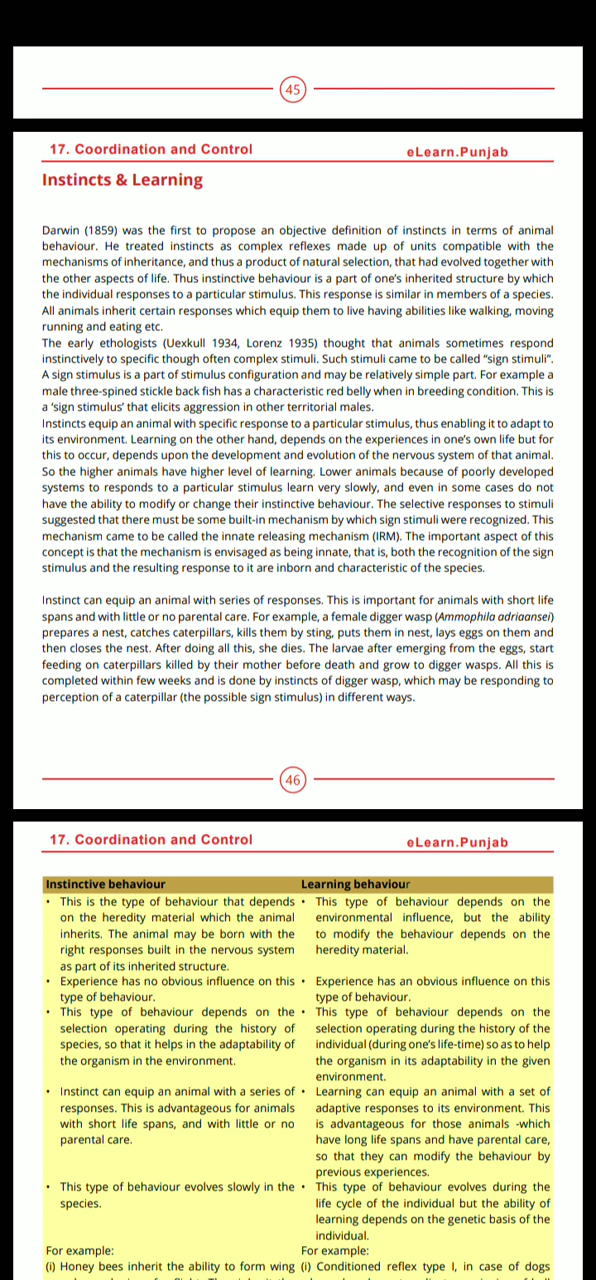 45
17. Coordination and Control
eLearn.Punjab
Instincts & Learning
Darwin (1859) was the first to propose an objective definition of instincts in terms of animal
behaviour. He treated instincts as complex reflexes made up of units compatible with the
mechanisms of inheritance, and thus a product of natural selection, that had evolved together with
the other aspects of life. Thus instinctive behaviour is a part of one's inherited structure by which
the individual responses to a particular stimulus. This response is similar in members of a species.
All animals inherit certain responses which equip them to live having abilities like walking, moving
running and eating etc.
The early ethologists (Uexkull 1934, Lorenz 1935) thought that animals sometimes respond
instinctively to specific though often complex stimuli. Such stimuli came to be called “sign stimuli”.
A sign stimulus is a part of stimulus configuration and may be relatively simple part. For example a
male three-spined stickle back fish has a characteristic red belly when in breeding condition. This is
a ‘sign stimulus’ that elicits aggression in other territorial males.
Instincts equip an animal with specific response to a particular stimulus, thus enabling it to adapt to
its environment. Learning on the other hand, depends on the experiences in one's own life but for
this to occur, depends upon the development and evolution of the nervous system of that animal.
So the higher animals have higher level of learning. Lower animals because of poorly developed
systems to responds to a particular stimulus learn very slowly, and even in some cases do not
have the ability to modify or change their instinctive behaviour. The selective responses to stimuli
suggested that there must be some built-in mechanism by which sign stimuli were recognized. This
mechanism came to be called the innate releasing mechanism (IRM). The important aspect of this
concept is that the mechanism is envisaged as being innate, that is, both the recognition of the sign
stimulus and the resulting response to it are inborn and characteristic of the species.
Instinct can equip an animal with series of responses. This is important for animals with short life
spans and with little or no parental care. For example, a female digger wasp (Ammophila adriaansei)
prepares a nest, catches caterpillars, kills them by sting, puts them in nest, lays eggs on them and
then closes the nest. After doing all this, she dies. The larvae after emerging from the eggs, start
feeding on caterpillars killed by their mother before death and grow to digger wasps. All this is
completed within few weeks and is done by instincts of digger wasp, which may be responding to
perception of a caterpillar (the possible sign stimulus) in different ways.
46
17. Coordination and Control
eLearn.Punjab
Instinctive behaviour
• This is the type of behaviour that depends
on the heredity material which the animal
inherits. The animal may be born with the
right responses built in the nervous system
as part of its inherited structure.
• Experience has no obvious influence on this
type of behaviour.
• This type of behaviour depends on the
selection operating during the history of
species, so that it helps in the adaptability of
the organism in the environment.
• Instinct can equip an animal with a series of
responses. This is advantageous for animals
with short life spans, and with little or no
parental care.
• This type of behaviour evolves slowly in the
species.
For example:
(i) Honey bees inherit the ability to form wing
Learning behaviour
• This type of behaviour depends on the
environmental influence, but the ability
to modify the behaviour depends on the
heredity material.
• Experience has an obvious influence on this
type of behaviour.
• This type of behaviour depends on the
selection operating during the history of the
individual (during one's life-time) so as to help
the organism in its adaptability in the given
environment.
• Learning can equip an animal with a set of
adaptive responses to its environment. This
is advantageous for those animals -which
have long life spans and have parental care,
so that they can modify the behaviour by
previous experiences.
• This type of behaviour evolves during the
life cycle of the individual but the ability of
learning depends on the genetic basis of the
individual.
For example:
(i) Conditioned reflex type I, in case of dogs